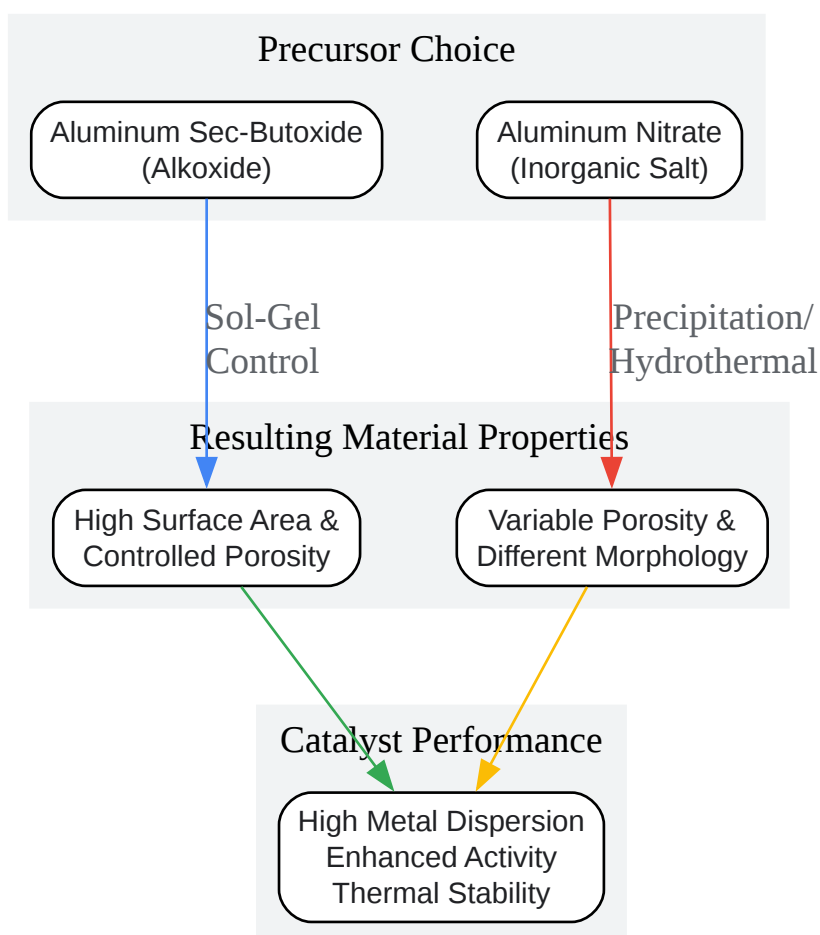 Precursor Choice
Aluminum Sec-Butoxide
(Alkoxide)
Aluminum Nitrate
(Inorganic Salt)
Sol-Gel
Control
Precipitation/
Hydrothermal
Resulting Material Properties
High Surface Area &
Controlled Porosity
Variable Porosity &
Different Morphology
Catalyst Performance
High Metal Dispersion
Enhanced Activity
Thermal Stability